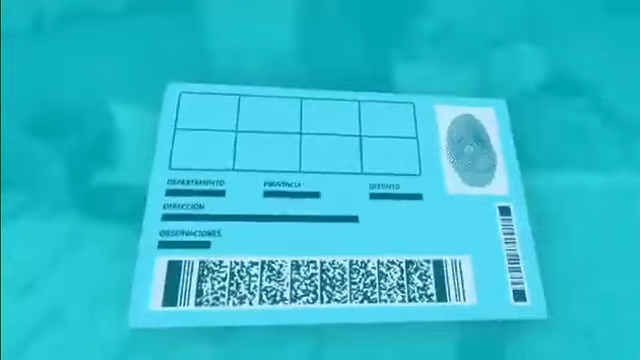 DEPARTAMENTO PROVINCIA DISTRITO
DIRECCIÓN
OBSERVACIONES